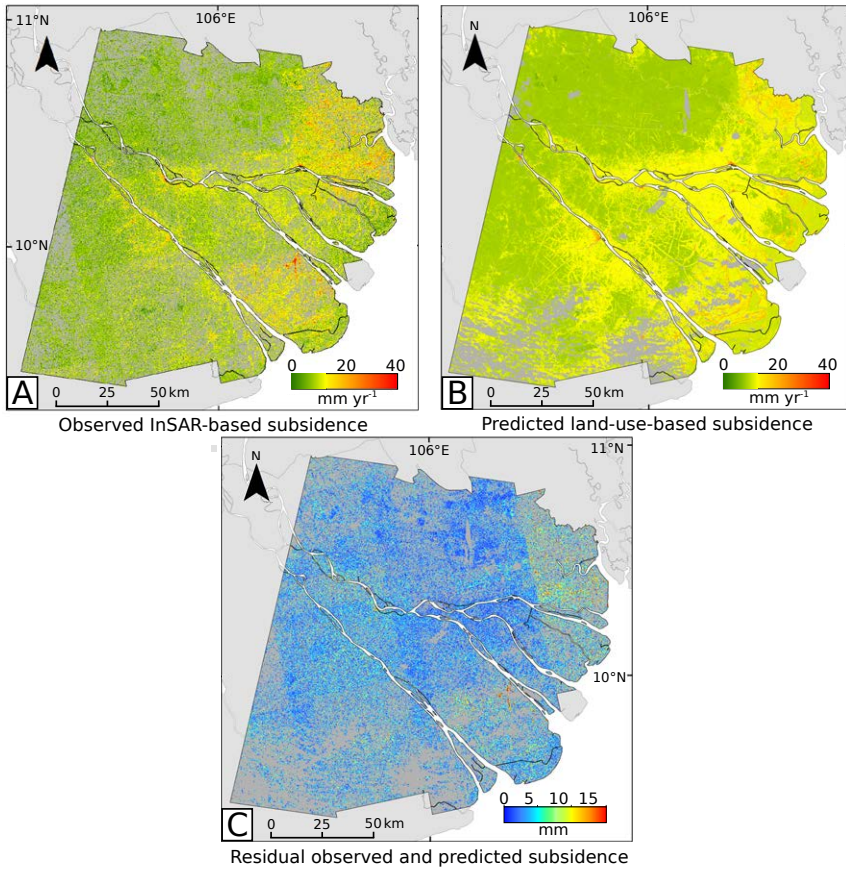 11°N
106°E
N
10°N
A
0 25 50 km
0 20 40
mm yr⁻¹
Observed InSAR-based subsidence
106°E
N
B
0 25 50 km
0 20 40
mm yr⁻¹
Predicted land-use-based subsidence
106°E
11°N
N
10°N
C
0 25 50 km
0 5 10 15
mm
Residual observed and predicted subsidence